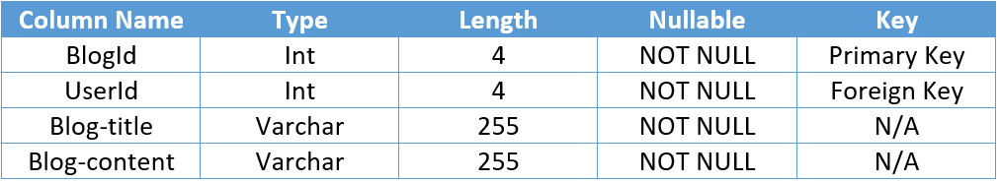 Column Name Type Length Nullable Key
BlogId Int 4 NOT NULL Primary Key
UserId Int 4 NOT NULL Foreign Key
Blog-title Varchar 255 NOT NULL N/A
Blog-content Varchar 255 NOT NULL N/A